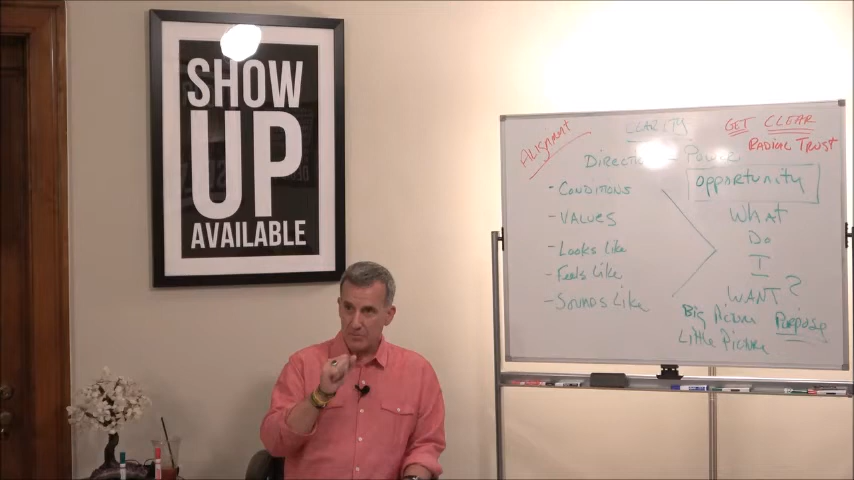 SHOW
UP
AVAILABLE
Alignment
CLARITY
GET CLEAR
RADICAL TRUST
DIRECTION - POWER
opportunity
- CONDITIONS
- VALUES
- Looks Like
- Feels Like
- Sounds Like
WHAT
Do
I
WANT?
Big Picture Purpose
Little Picture